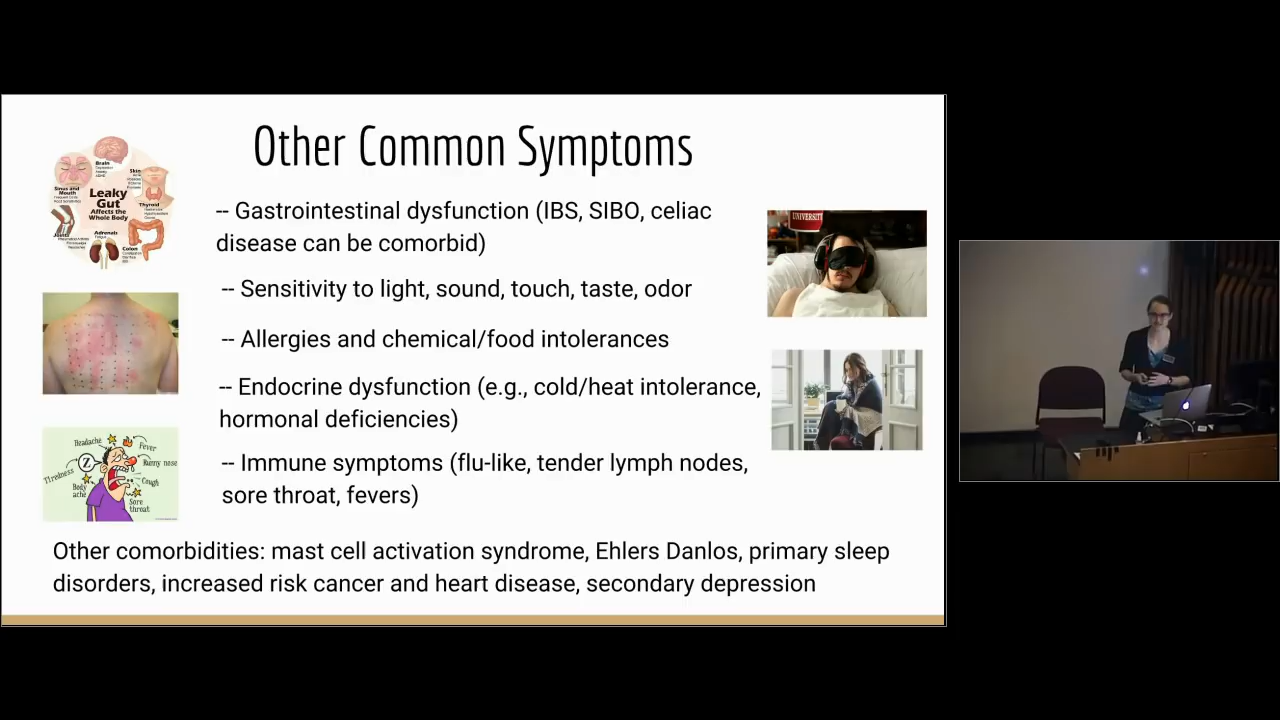 Other Common Symptoms
-- Gastrointestinal dysfunction (IBS, SIBO, celiac
disease can be comorbid)
-- Sensitivity to light, sound, touch, taste, odor
-- Allergies and chemical/food intolerances
-- Endocrine dysfunction (e.g., cold/heat intolerance,
hormonal deficiencies)
-- Immune symptoms (flu-like, tender lymph nodes,
sore throat, fevers)
Other comorbidities: mast cell activation syndrome, Ehlers Danlos, primary sleep
disorders, increased risk cancer and heart disease, secondary depression
Brain
Skin
Sinus and
Mouth
Leaky
Gut
Affects the
Whole Body
Thyroid
Joints
Adrenals
Colon
Headache
Fever
Z
Runny nose
Tiredness
Cough
Body
ache
Sore
throat
UNIVERSITY